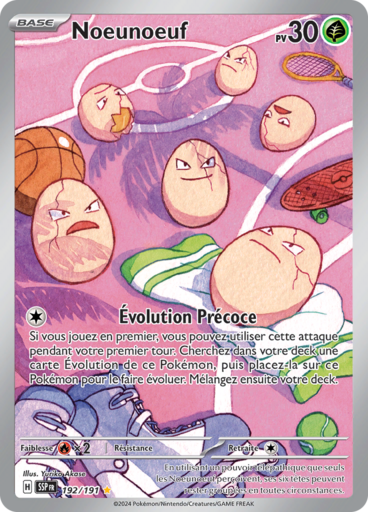 BASE
Noeunoeuf
PV 30
Évolution Précoce
Si vous jouez en premier, vous pouvez utiliser cette attaque
pendant votre premier tour. Cherchez dans votre deck une
carte Évolution de ce Pokémon, puis placez-la sur ce
Pokémon pour le faire évoluer. Mélangez ensuite votre deck.
Faiblesse ×2 Résistance Retraite
Illus. Yuriko Akase
H SSP FR 192/191
En utilisant un pouvoir télépathique que seuls
les NOEUNOEUF perçoivent, ses six têtes peuvent
rester groupées en toutes circonstances.
©2024 Pokémon/Nintendo/Creatures/GAME FREAK